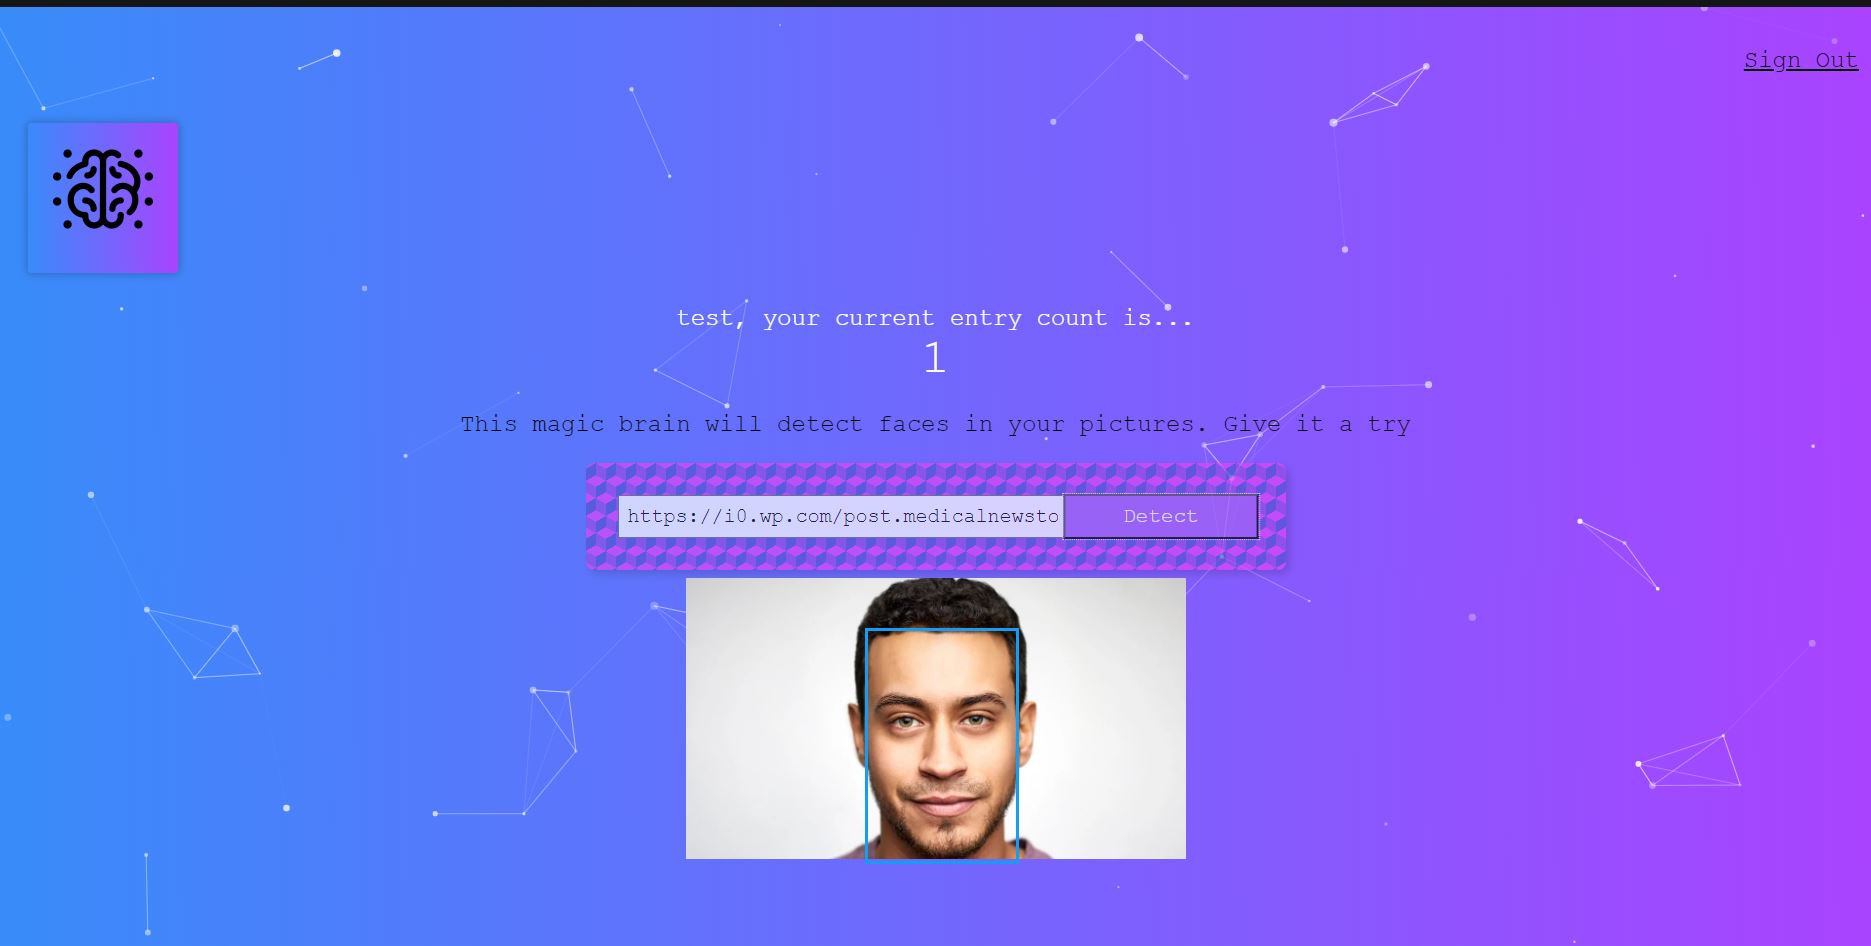 Sign Out
test, your current entry count is...
1
This magic brain will detect faces in your pictures. Give it a try
https://i0.wp.com/post.medicalnewsto
Detect